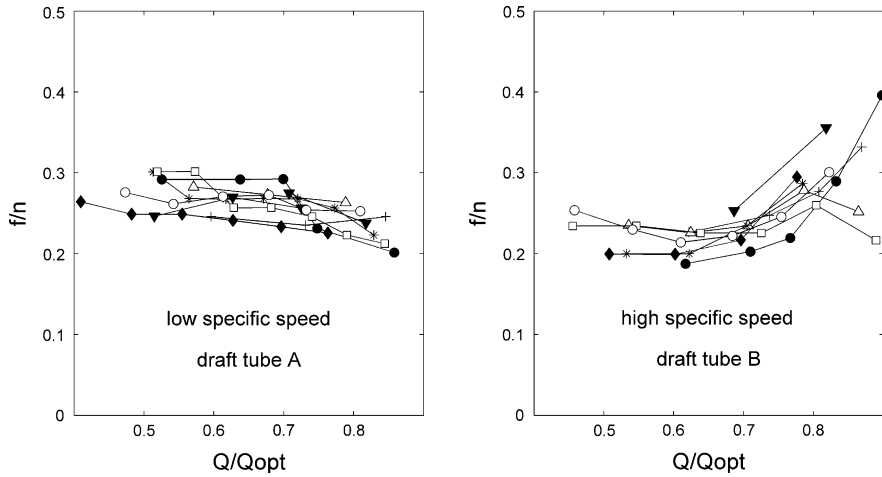 0.5
0.4
0.3
0.2
0.1
0
f/n
low specific speed
draft tube A
0.5 0.6 0.7 0.8
Q/Qopt
0.5
0.4
0.3
0.2
0.1
0
f/n
high specific speed
draft tube B
0.5 0.6 0.7 0.8
Q/Qopt